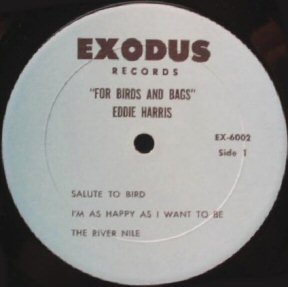 EXODUS
RECORDS
"FOR BIRDS AND BAGS"
EDDIE HARRIS
EX-6002
Side 1
SALUTE TO BIRD
I'M AS HAPPY AS I WANT TO BE
THE RIVER NILE